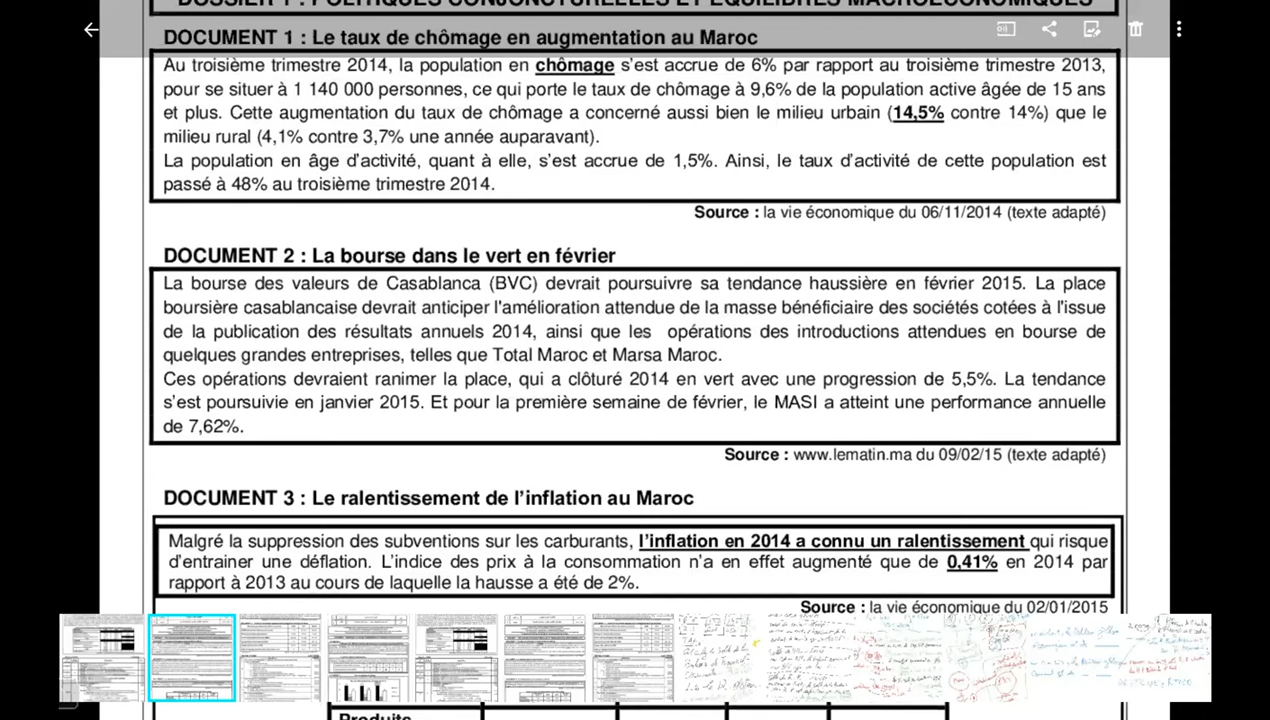 DOSSIER 1 : POLITIQUES CONJONCTURELLES ET EQUILIBRES MACROECONOMIQUES
DOCUMENT 1 : Le taux de chômage en augmentation au Maroc
Au troisième trimestre 2014, la population en chômage s'est accrue de 6% par rapport au troisième trimestre 2013,
pour se situer à 1 140 000 personnes, ce qui porte le taux de chômage à 9,6% de la population active âgée de 15 ans
et plus. Cette augmentation du taux de chômage a concerné aussi bien le milieu urbain (14,5% contre 14%) que le
milieu rural (4,1% contre 3,7% une année auparavant).
La population en âge d'activité, quant à elle, s'est accrue de 1,5%. Ainsi, le taux d'activité de cette population est
passé à 48% au troisième trimestre 2014.
Source : la vie économique du 06/11/2014 (texte adapté)
DOCUMENT 2 : La bourse dans le vert en février
La bourse des valeurs de Casablanca (BVC) devrait poursuivre sa tendance haussière en février 2015. La place
boursière casablancaise devrait anticiper l'amélioration attendue de la masse bénéficiaire des sociétés cotées à l'issue
de la publication des résultats annuels 2014, ainsi que les opérations des introductions attendues en bourse de
quelques grandes entreprises, telles que Total Maroc et Marsa Maroc.
Ces opérations devraient ranimer la place, qui a clôturé 2014 en vert avec une progression de 5,5%. La tendance
s'est poursuivie en janvier 2015. Et pour la première semaine de février, le MASI a atteint une performance annuelle
de 7,62%.
Source : www.lematin.ma du 09/02/15 (texte adapté)
DOCUMENT 3 : Le ralentissement de l'inflation au Maroc
Malgré la suppression des subventions sur les carburants, l'inflation en 2014 a connu un ralentissement qui risque
d'entrainer une déflation. L'indice des prix à la consommation n'a en effet augmenté que de 0,41% en 2014 par
rapport à 2013 au cours de laquelle la hausse a été de 2%.
Source : la vie économique du 02/01/2015
Produits